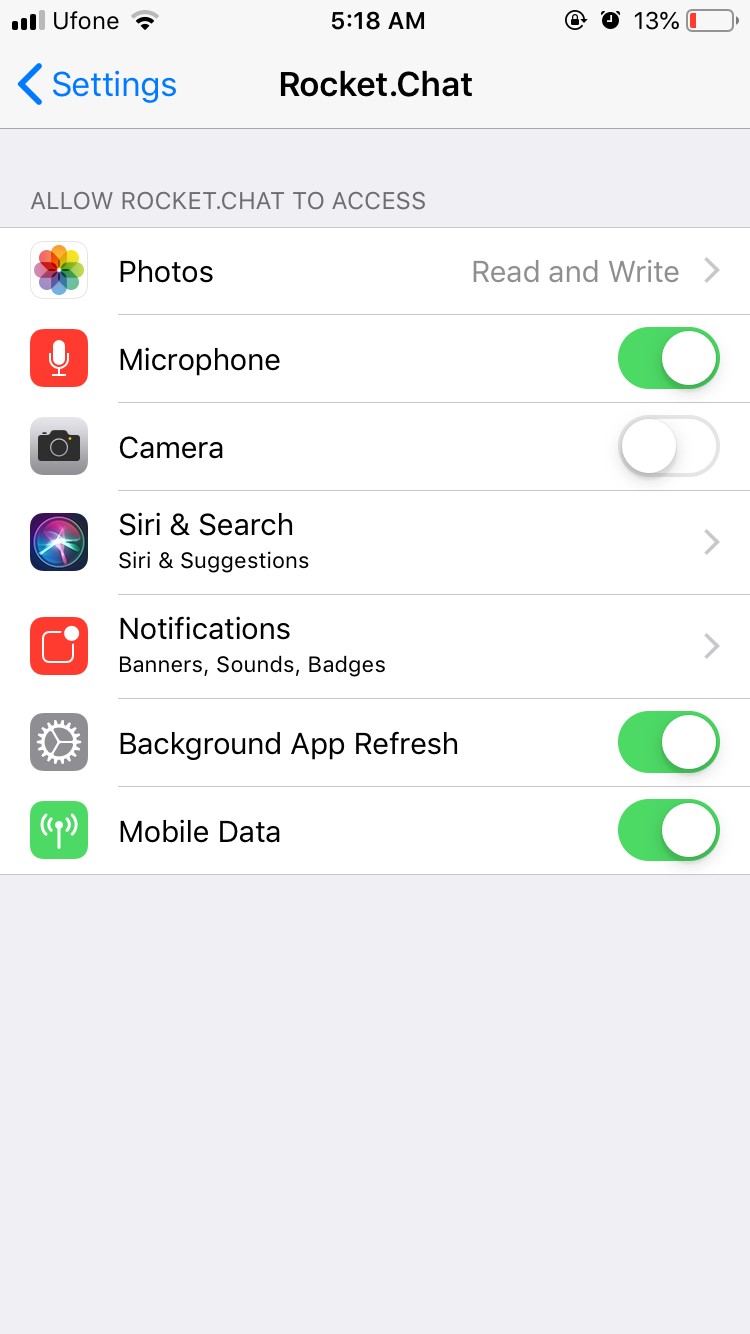 Ufone 5:18 AM 13%
Settings Rocket.Chat
ALLOW ROCKET.CHAT TO ACCESS
Photos Read and Write
Microphone
Camera
Siri & Search
Siri & Suggestions
Notifications
Banners, Sounds, Badges
Background App Refresh
Mobile Data